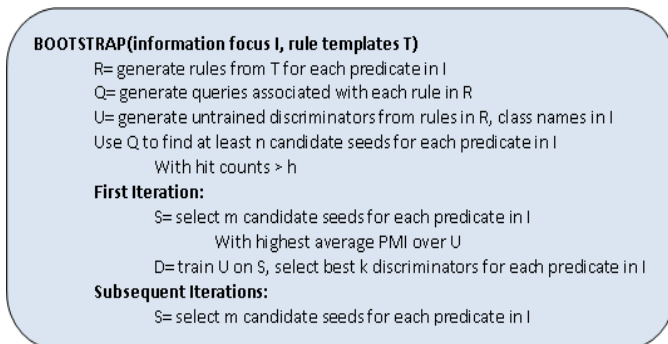 BOOTSTRAP(information focus I, rule templates T)
R= generate rules from T for each predicate in I
Q= generate queries associated with each rule in R
U= generate untrained discriminators from rules in R, class names in I
Use Q to find at least n candidate seeds for each predicate in I
With hit counts > h
First Iteration:
S= select m candidate seeds for each predicate in I
With highest average PMI over U
D= train U on S, select best k discriminators for each predicate in I
Subsequent Iterations:
S= select m candidate seeds for each predicate in I